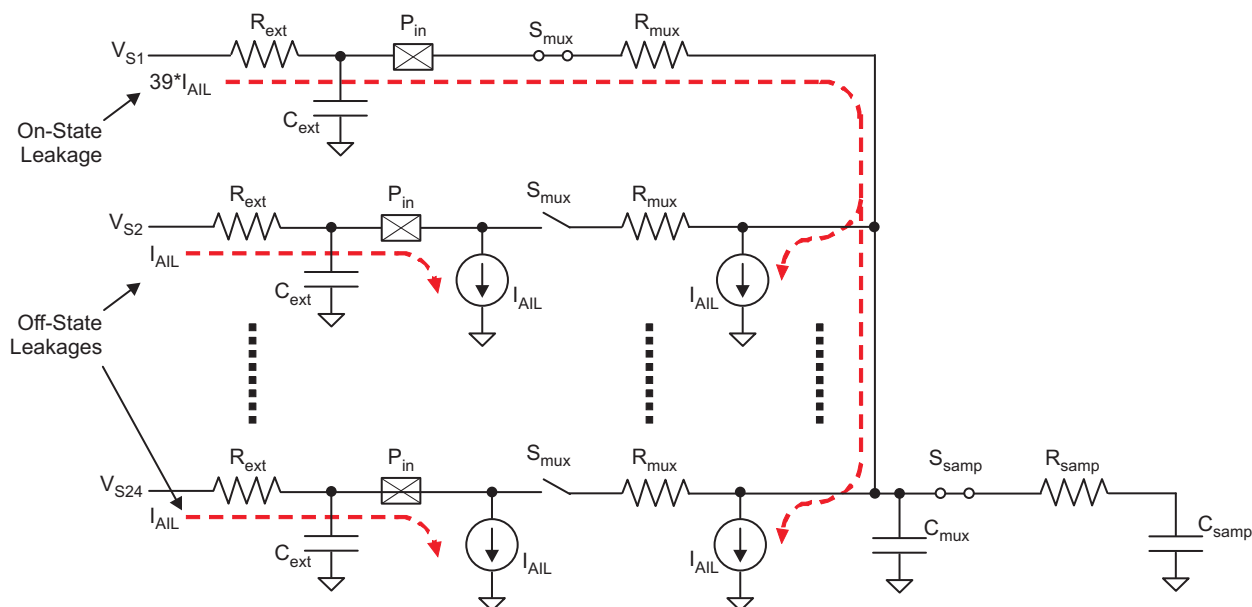 R_ext P_in S_mux R_mux
V_S1
39*I_AIL
C_ext
On-State
Leakage
R_ext P_in S_mux R_mux
V_S2
I_AIL
C_ext I_AIL I_AIL
Off-State
Leakages
R_ext P_in S_mux R_mux
V_S24
S_samp R_samp
I_AIL
C_ext I_AIL I_AIL C_mux C_samp